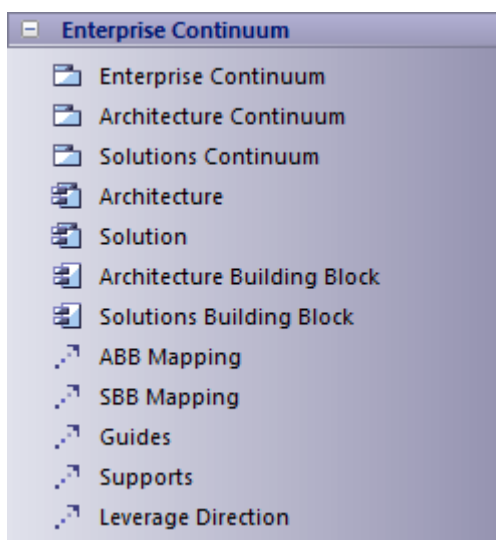 Enterprise Continuum
Enterprise Continuum
Architecture Continuum
Solutions Continuum
Architecture
Solution
Architecture Building Block
Solutions Building Block
ABB Mapping
SBB Mapping
Guides
Supports
Leverage Direction